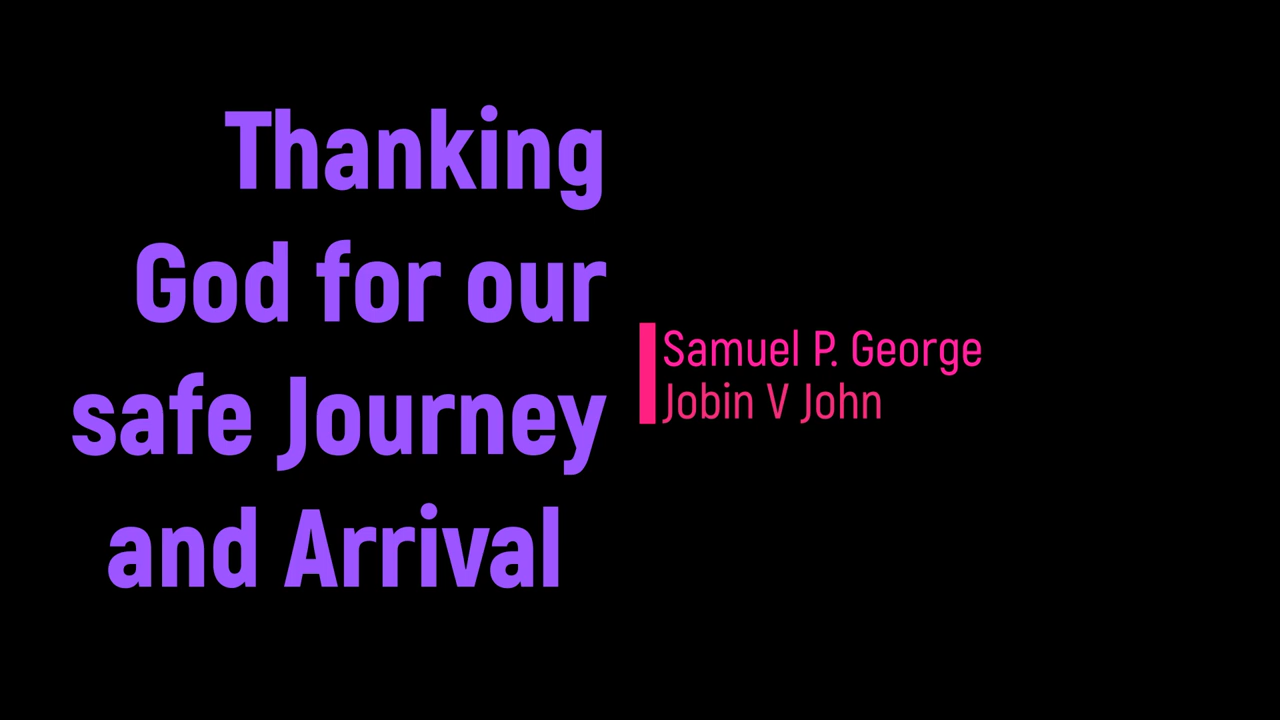 Thanking
God for our
safe Journey
and Arrival
Samuel P. George
Jobin V John